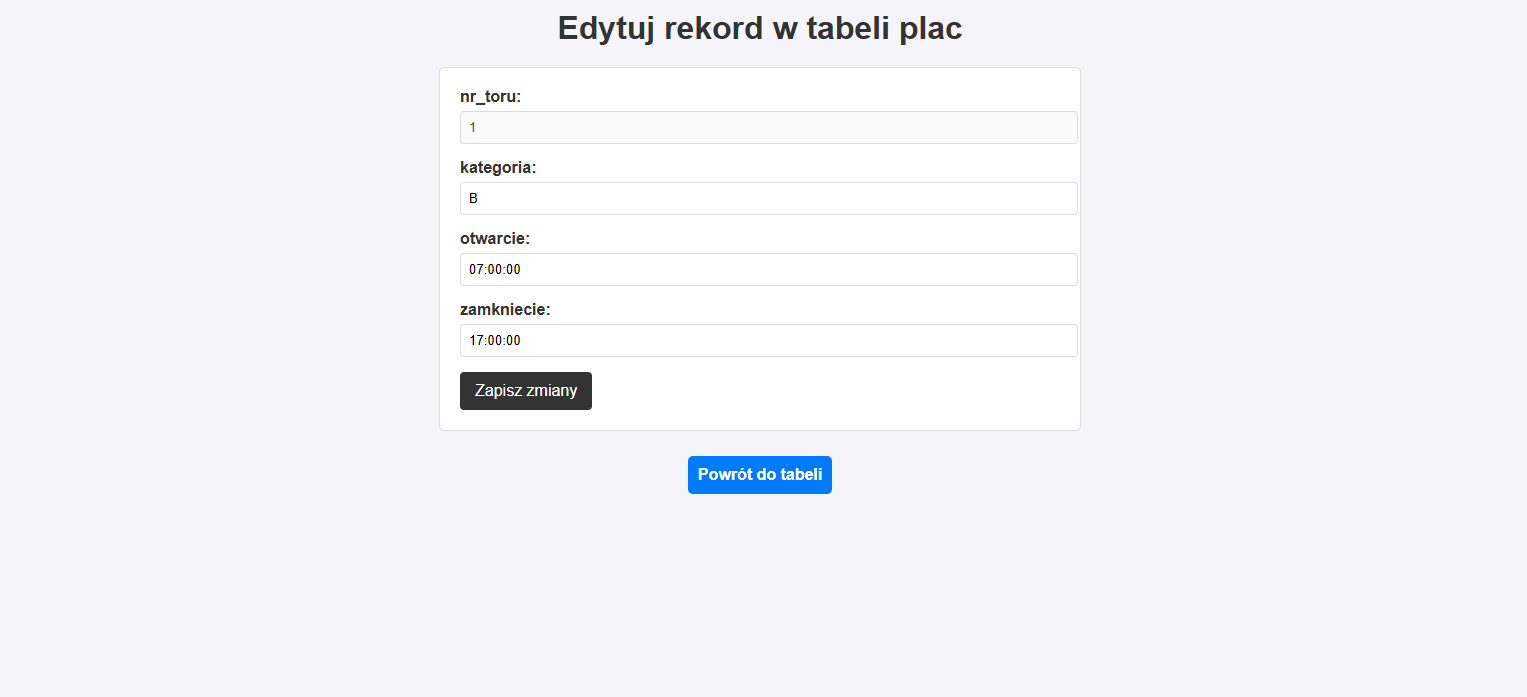 Edytuj rekord w tabeli plac
nr_toru:
1
kategoria:
B
otwarcie:
07:00:00
zamkniecie:
17:00:00
Zapisz zmiany
Powrót do tabeli